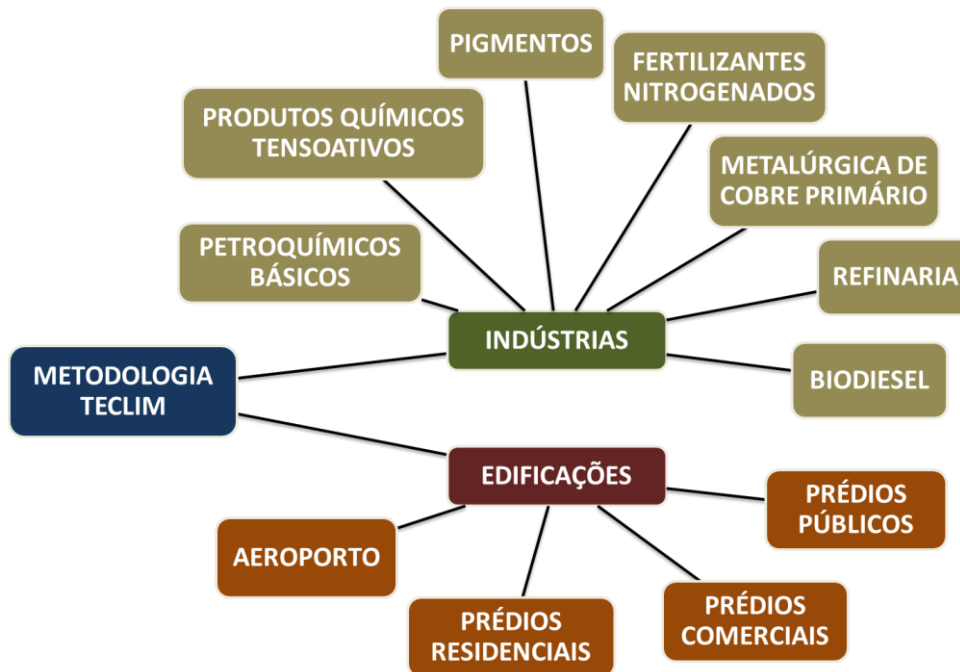 PIGMENTOS
FERTILIZANTES
NITROGENADOS
PRODUTOS QUÍMICOS
TENSOATIVOS
METALÚRGICA DE
COBRE PRIMÁRIO
PETROQUÍMICOS
BÁSICOS
REFINARIA
INDÚSTRIAS
METODOLOGIA
TECLIM
BIODIESEL
EDIFICAÇÕES
PRÉDIOS
PÚBLICOS
AEROPORTO
PRÉDIOS
RESIDENCIAIS
PRÉDIOS
COMERCIAIS